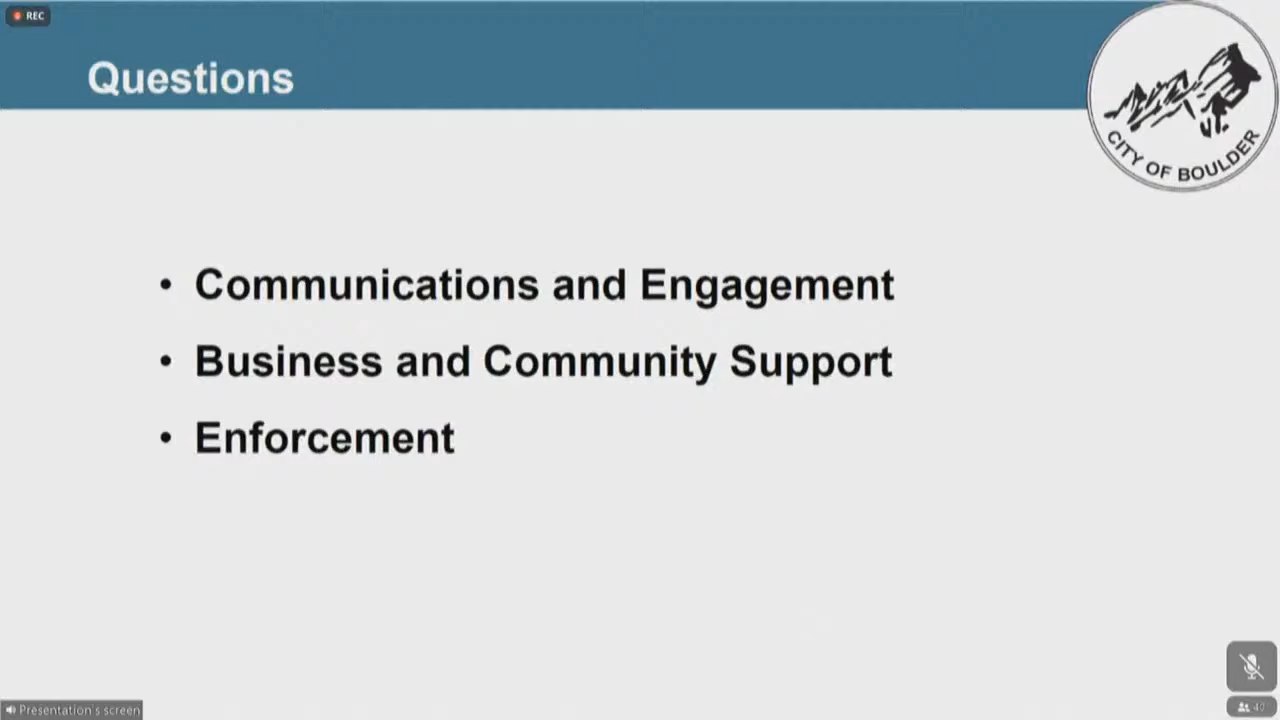 REC
Questions
CITY OF BOULDER
• Communications and Engagement
• Business and Community Support
• Enforcement
Presentation's screen